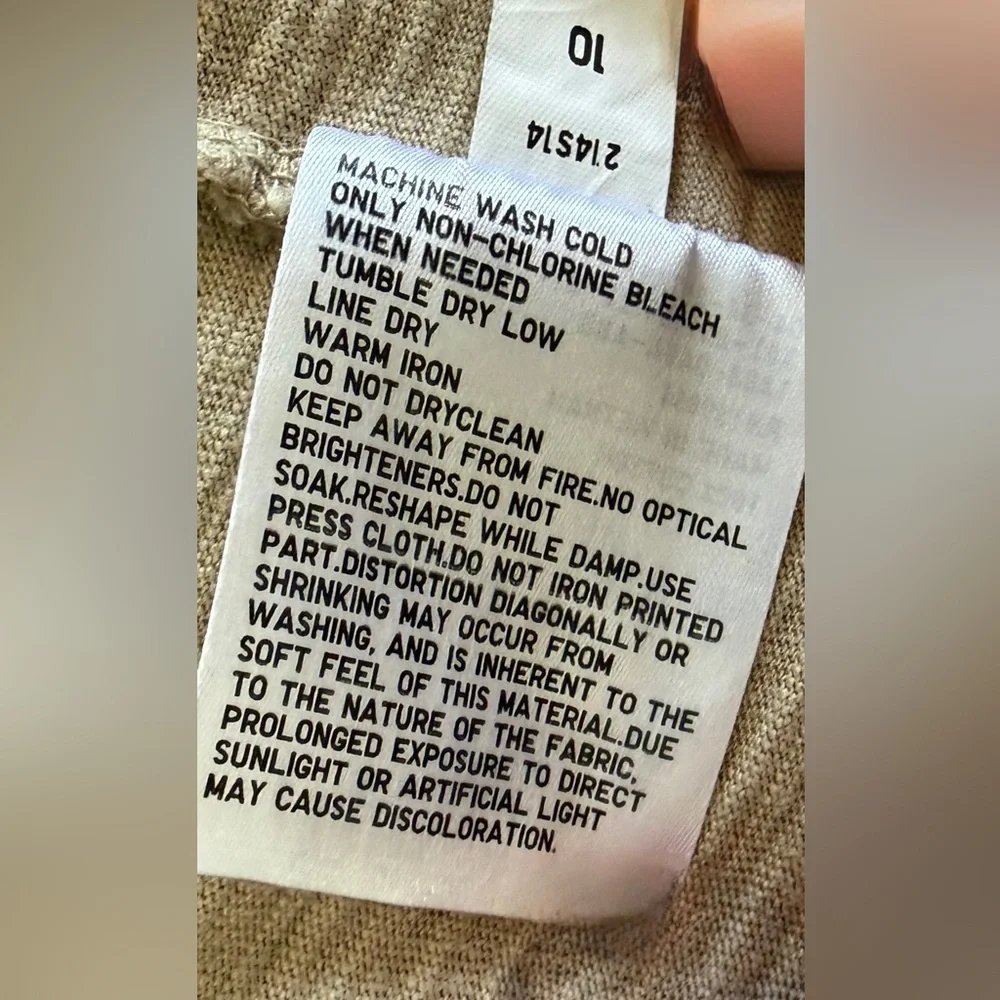 10
214S14
MACHINE WASH COLD
ONLY NON-CHLORINE BLEACH
WHEN NEEDED
TUMBLE DRY LOW
LINE DRY
WARM IRON
DO NOT DRYCLEAN
KEEP AWAY FROM FIRE.NO OPTICAL
BRIGHTENERS.DO NOT
SOAK.RESHAPE WHILE DAMP.USE
PRESS CLOTH.DO NOT IRON PRINTED
PART.DISTORTION DIAGONALLY OR
SHRINKING MAY OCCUR FROM
WASHING, AND IS INHERENT TO THE
SOFT FEEL OF THIS MATERIAL.DUE
TO THE NATURE OF THE FABRIC,
PROLONGED EXPOSURE TO DIRECT
SUNLIGHT OR ARTIFICIAL LIGHT
MAY CAUSE DISCOLORATION.